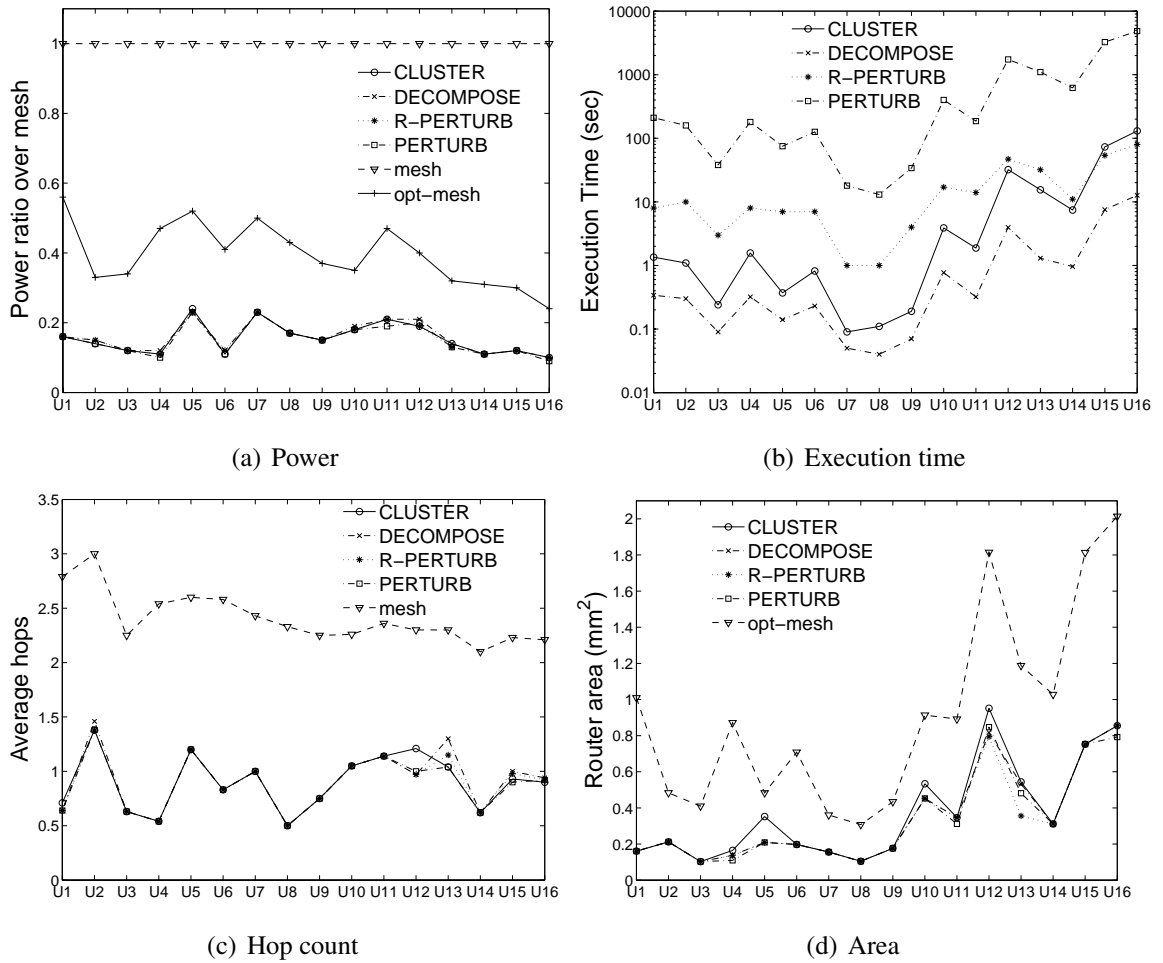 Power ratio over mesh
1
0.8
0.6
0.4
0.2
0
CLUSTER
DECOMPOSE
R-PERTURB
PERTURB
mesh
opt-mesh
U1 U2 U3 U4 U5 U6 U7 U8 U9 U10 U11 U12 U13 U14 U15 U16
(a) Power
Execution Time (sec)
10000
1000
100
10
1
0.1
0.01
CLUSTER
DECOMPOSE
R-PERTURB
PERTURB
U1 U2 U3 U4 U5 U6 U7 U8 U9 U10 U11 U12 U13 U14 U15 U16
(b) Execution time
Average hops
3.5
3
2.5
2
1.5
1
0.5
0
CLUSTER
DECOMPOSE
R-PERTURB
PERTURB
mesh
U1 U2 U3 U4 U5 U6 U7 U8 U9 U10 U11 U12 U13 U14 U15 U16
(c) Hop count
Router area (mm²)
2
1.8
1.6
1.4
1.2
1
0.8
0.6
0.4
0.2
0
CLUSTER
DECOMPOSE
R-PERTURB
PERTURB
opt-mesh
U1 U2 U3 U4 U5 U6 U7 U8 U9 U10 U11 U12 U13 U14 U15 U16
(d) Area